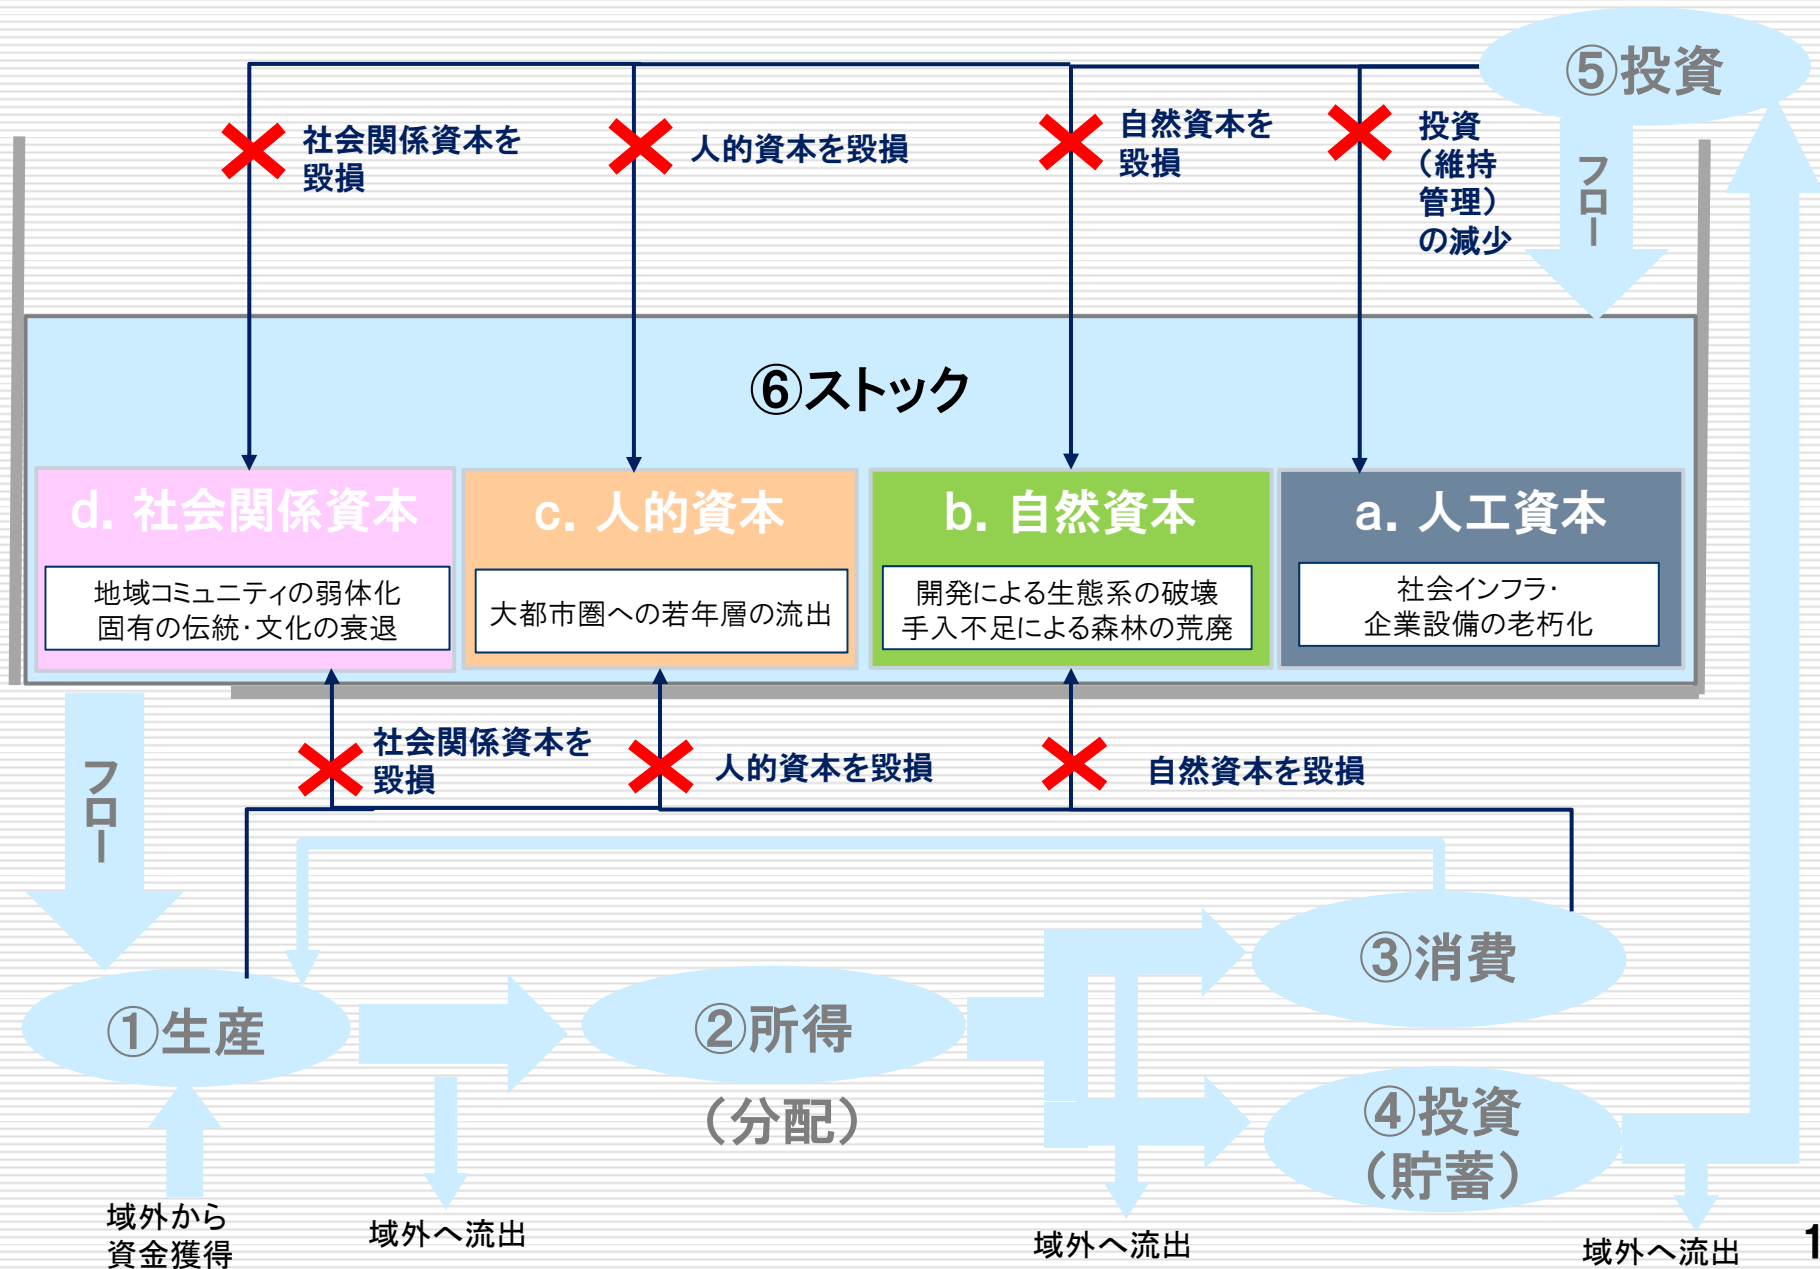 ⑤投資
社会関係資本を
毀損
人的資本を毀損
自然資本を
毀損
投資
（維持
管理）
の減少
フロー
⑥ストック
d. 社会関係資本
地域コミュニティの弱体化
固有の伝統・文化の衰退
c. 人的資本
大都市圏への若年層の流出
b. 自然資本
開発による生態系の破壊
手入不足による森林の荒廃
a. 人工資本
社会インフラ・
企業設備の老朽化
フロー
社会関係資本を
毀損
人的資本を毀損
自然資本を毀損
①生産
②所得
（分配）
③消費
④投資
（貯蓄）
域外から
資金獲得
域外へ流出
域外へ流出
域外へ流出
1